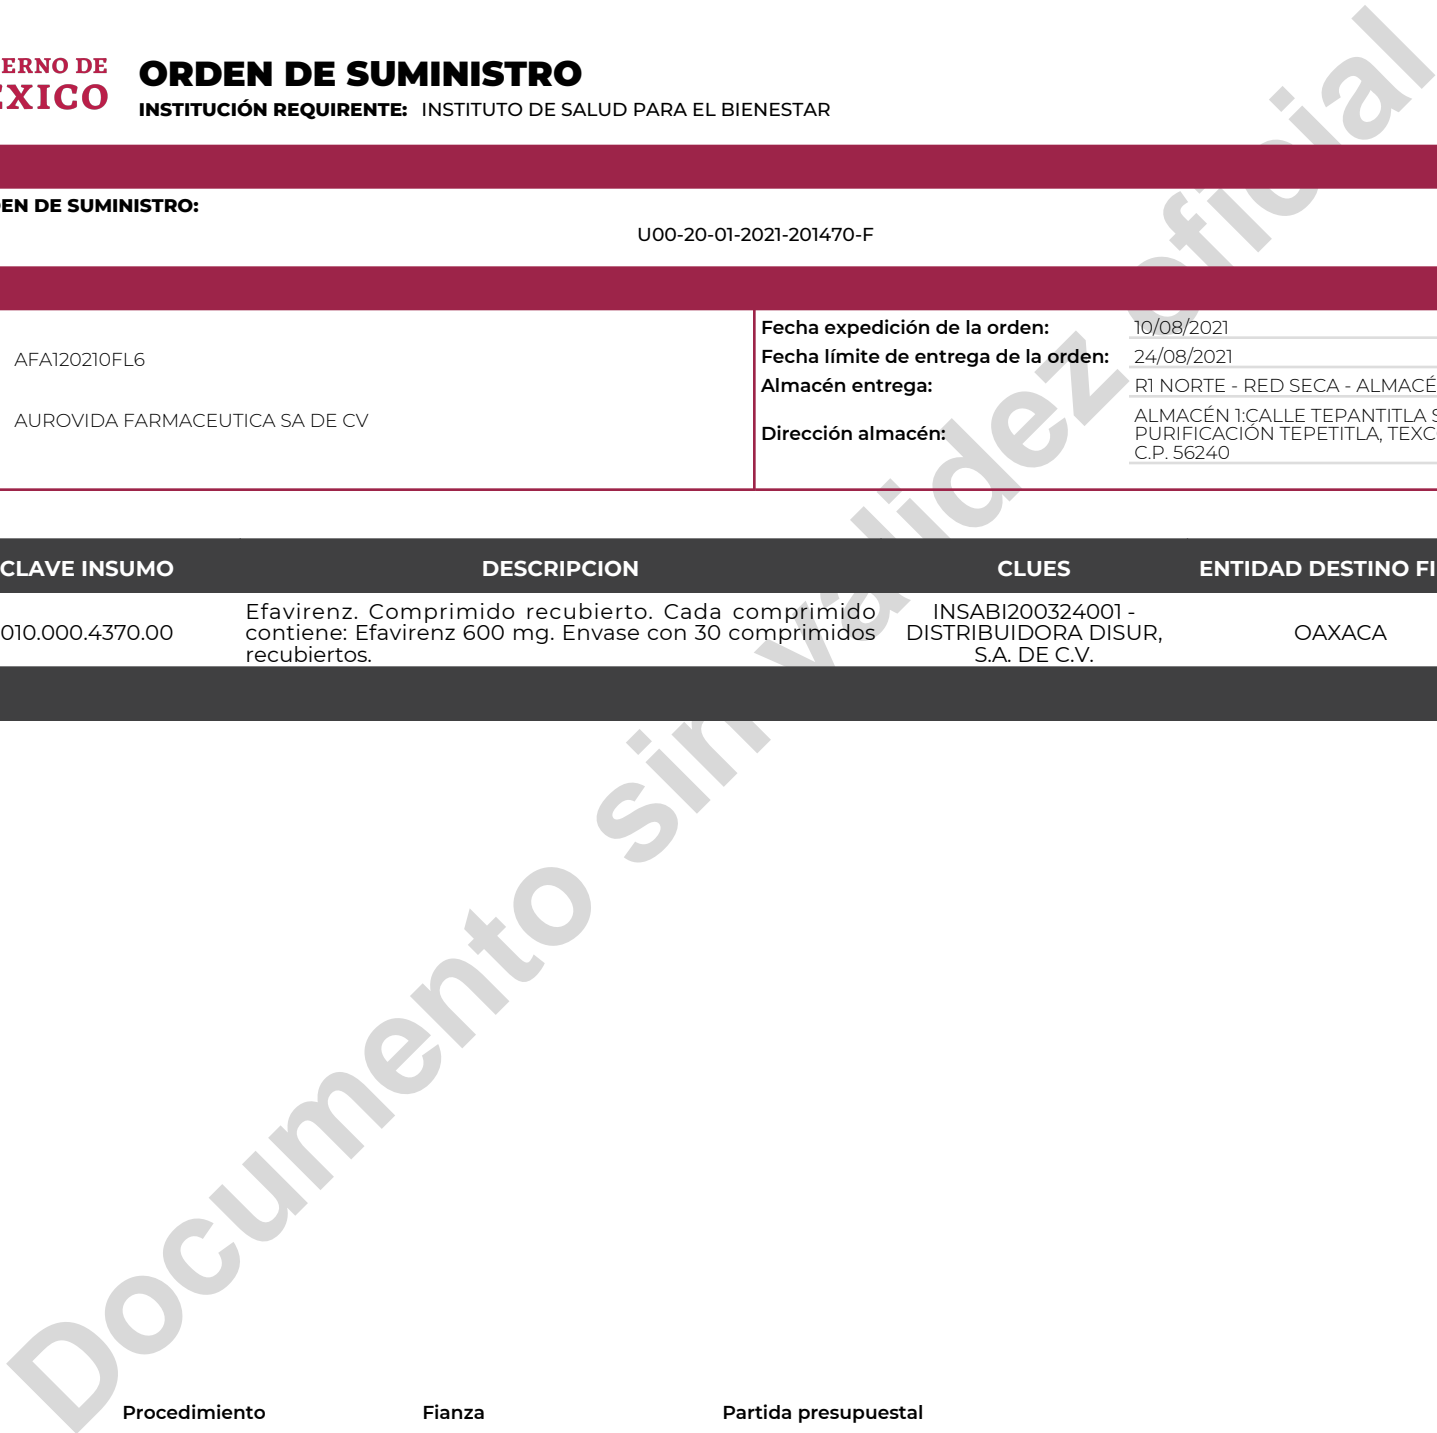 ERNO DE
ÉXICO
ORDEN DE SUMINISTRO
INSTITUCIÓN REQUIRENTE: INSTITUTO DE SALUD PARA EL BIENESTAR
EN DE SUMINISTRO:
U00-20-01-2021-201470-F
AFA120210FL6
AUROVIDA FARMACEUTICA SA DE CV
Fecha expedición de la orden: 10/08/2021
Fecha límite de entrega de la orden: 24/08/2021
Almacén entrega: R1 NORTE - RED SECA - ALMACÉ
Dirección almacén: ALMACÉN 1:CALLE TEPANTITLA S
PURIFICACIÓN TEPETITLA, TEXC
C.P. 56240
CLAVE INSUMO DESCRIPCION CLUES ENTIDAD DESTINO FI
010.000.4370.00
Efavirenz. Comprimido recubierto. Cada comprimido
contiene: Efavirenz 600 mg. Envase con 30 comprimidos
recubiertos.
INSABI200324001 -
DISTRIBUIDORA DISUR,
S.A. DE C.V.
OAXACA
Documento sin validez oficial
Procedimiento Fianza Partida presupuestal